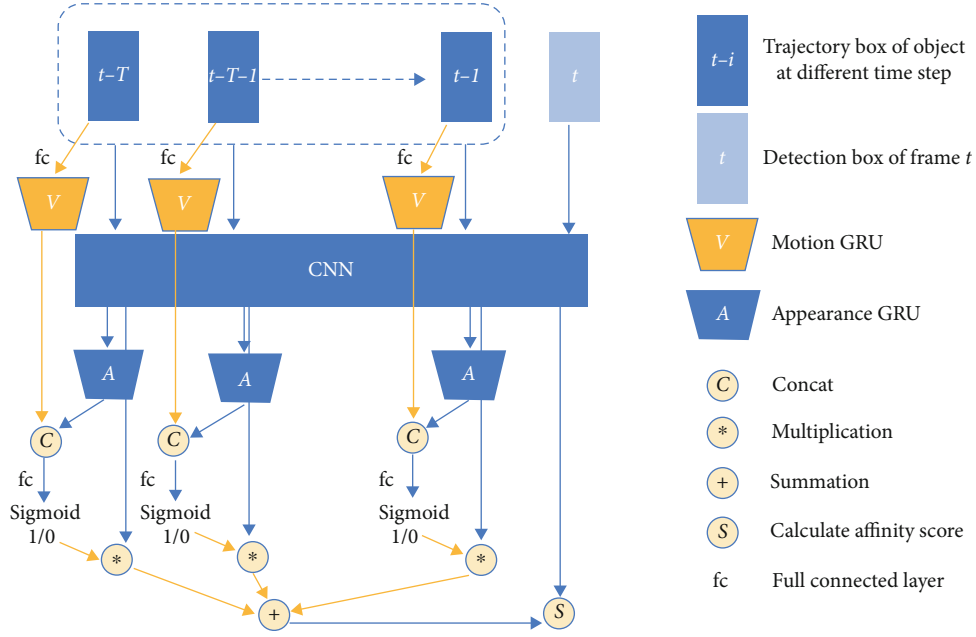 t–T
t–T–1
t–1
t
fc
fc
fc
V
V
V
CNN
A
A
A
C
C
C
fc
fc
fc
Sigmoid
1/0
Sigmoid
1/0
Sigmoid
1/0
*
*
*
+
S
t–i
Trajectory box of object
at different time step
t
Detection box of frame t
V
Motion GRU
A
Appearance GRU
C
Concat
*
Multiplication
+
Summation
S
Calculate affinity score
fc
Full connected layer